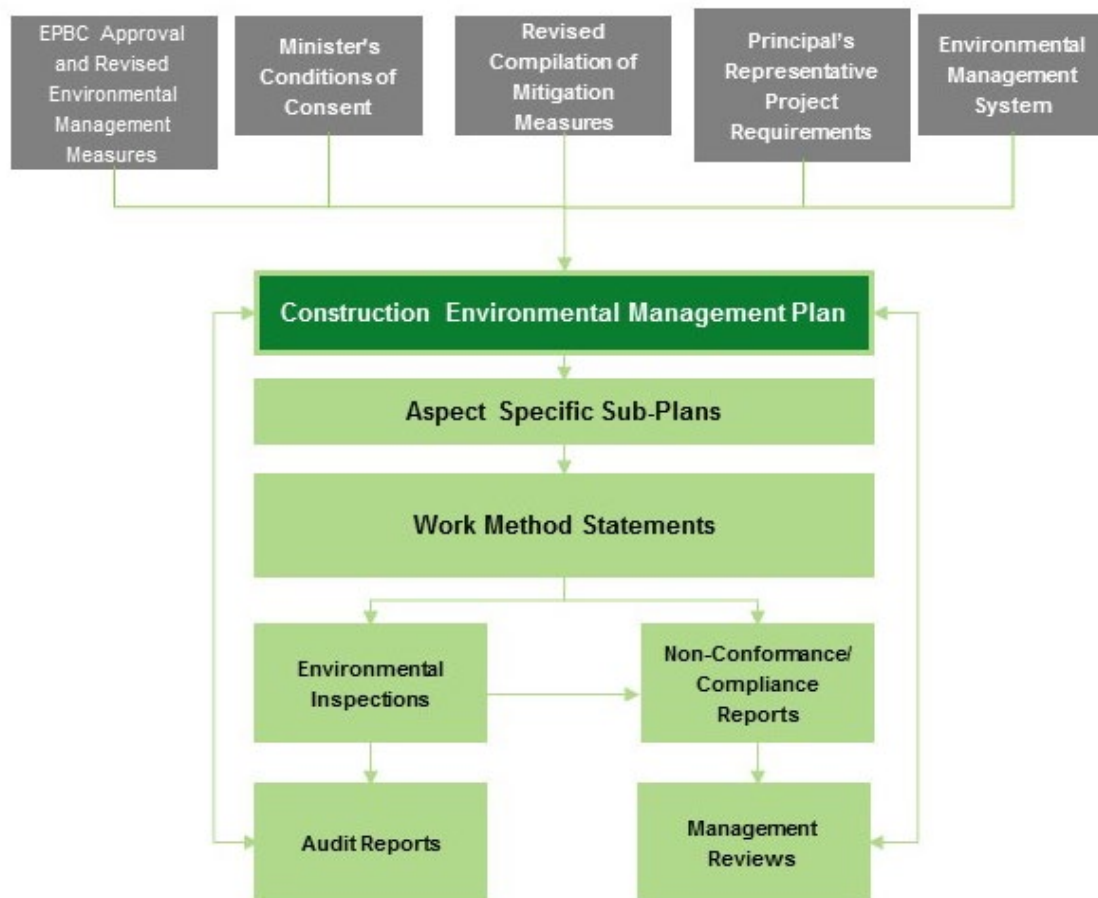 EPBC Approval
and Revised
Environmental
Management
Measures
Minister's
Conditions of
Consent
Revised
Compilation of
Mitigation
Measures
Principal's
Representative
Project
Requirements
Environmental
Management
System
Construction Environmental Management Plan
Aspect Specific Sub-Plans
Work Method Statements
Environmental
Inspections
Non-Conformance/
Compliance
Reports
Audit Reports
Management
Reviews